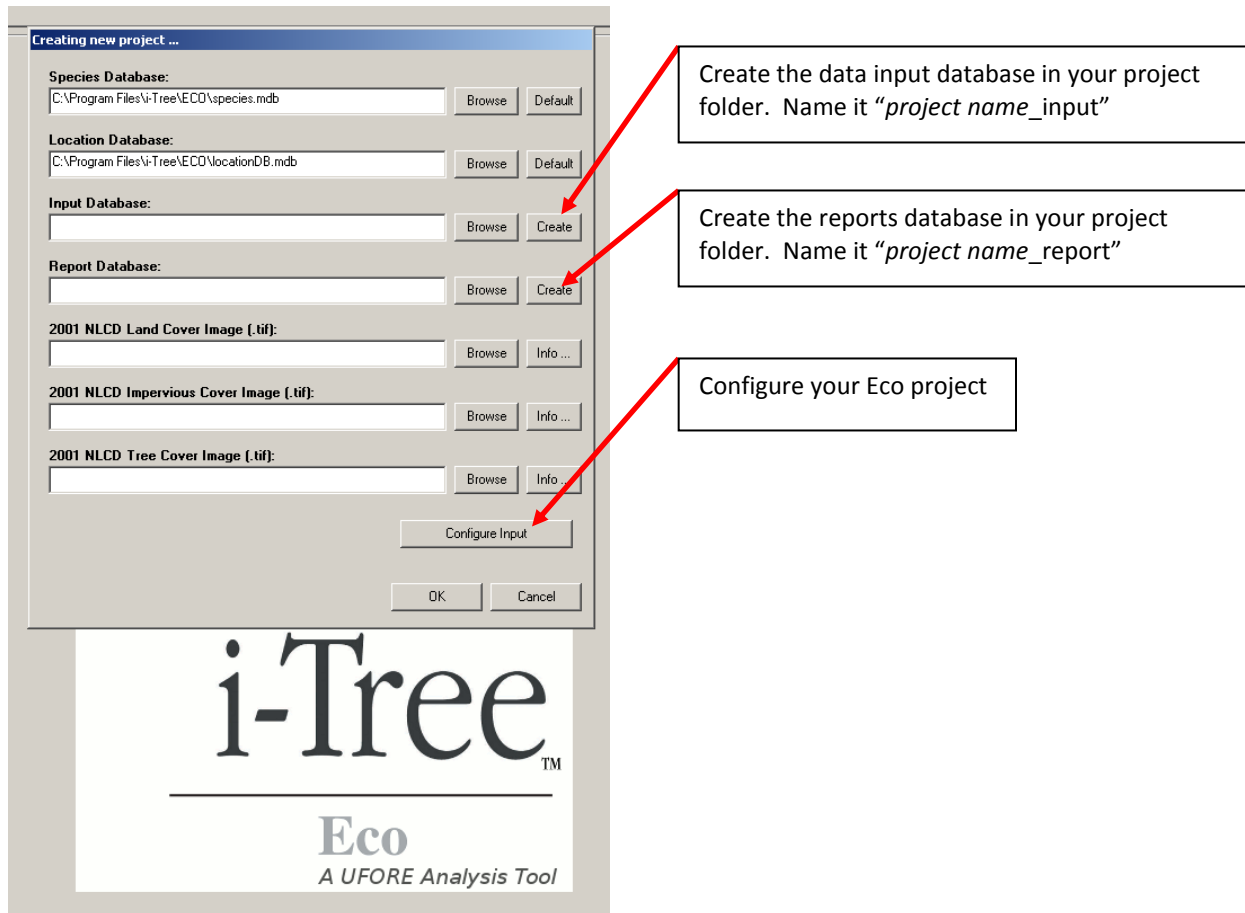 Creating new project ...
Species Database:
C:\Program Files\i-Tree\ECO\species.mdb
Browse
Default
Location Database:
C:\Program Files\i-Tree\ECO\locationDB.mdb
Browse
Default
Input Database:
Browse
Create
Report Database:
Browse
Create
2001 NLCD Land Cover Image (.tif):
Browse
Info ...
2001 NLCD Impervious Cover Image (.tif):
Browse
Info ...
2001 NLCD Tree Cover Image (.tif):
Browse
Info ...
Configure Input
OK
Cancel
i-Tree TM
Eco
A UFORE Analysis Tool
Create the data input database in your project
folder. Name it “project name_input”
Create the reports database in your project
folder. Name it “project name_report”
Configure your Eco project